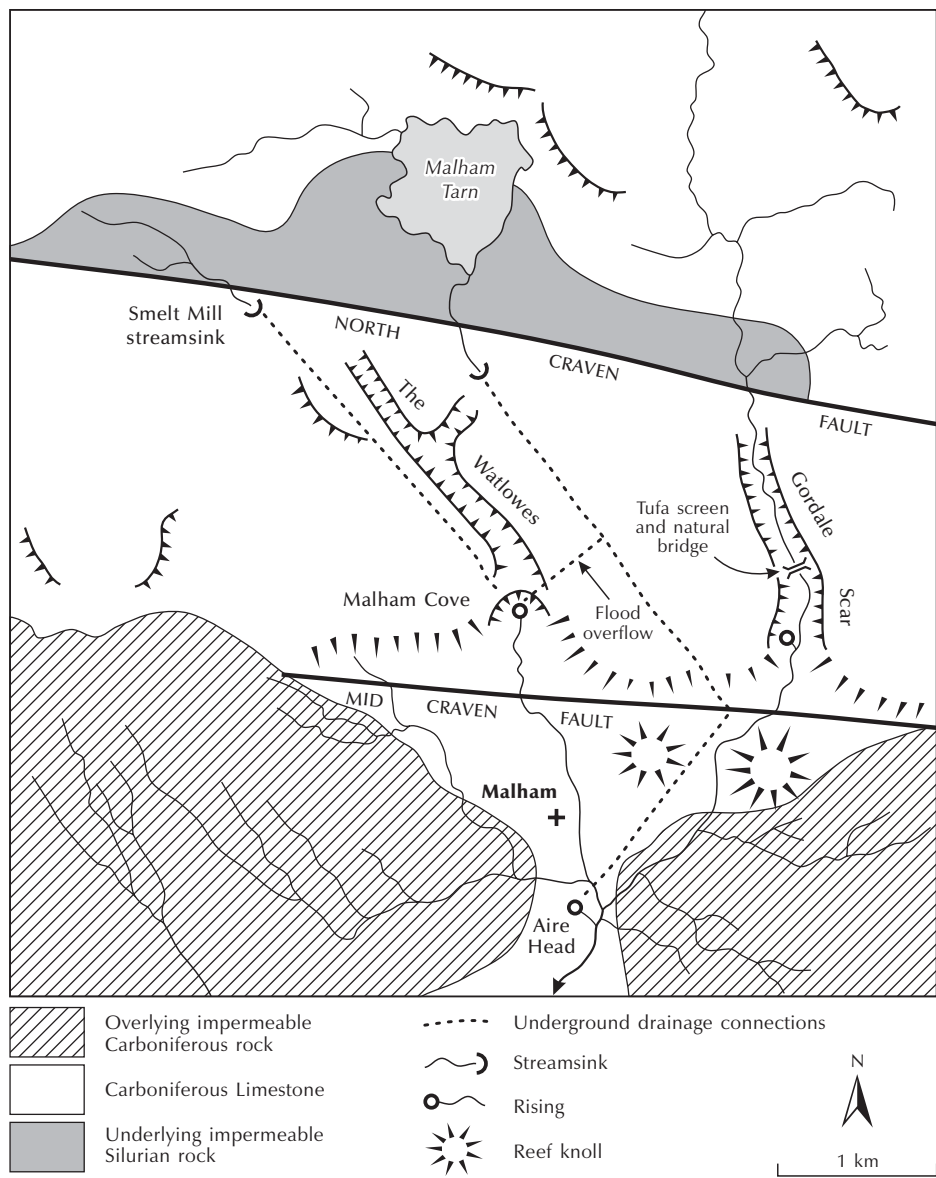 Malham
Tarn
Smelt Mill
streamsink
NORTH
CRAVEN
FAULT
The
Watlowes
Gordale
Scar
Tufa screen
and natural
bridge
Malham Cove
Flood
overflow
MID
CRAVEN
FAULT
Malham
Aire
Head
Overlying impermeable
Carboniferous rock
Carboniferous Limestone
Underlying impermeable
Silurian rock
Underground drainage connections
Streamsink
Rising
Reef knoll
N
1 km